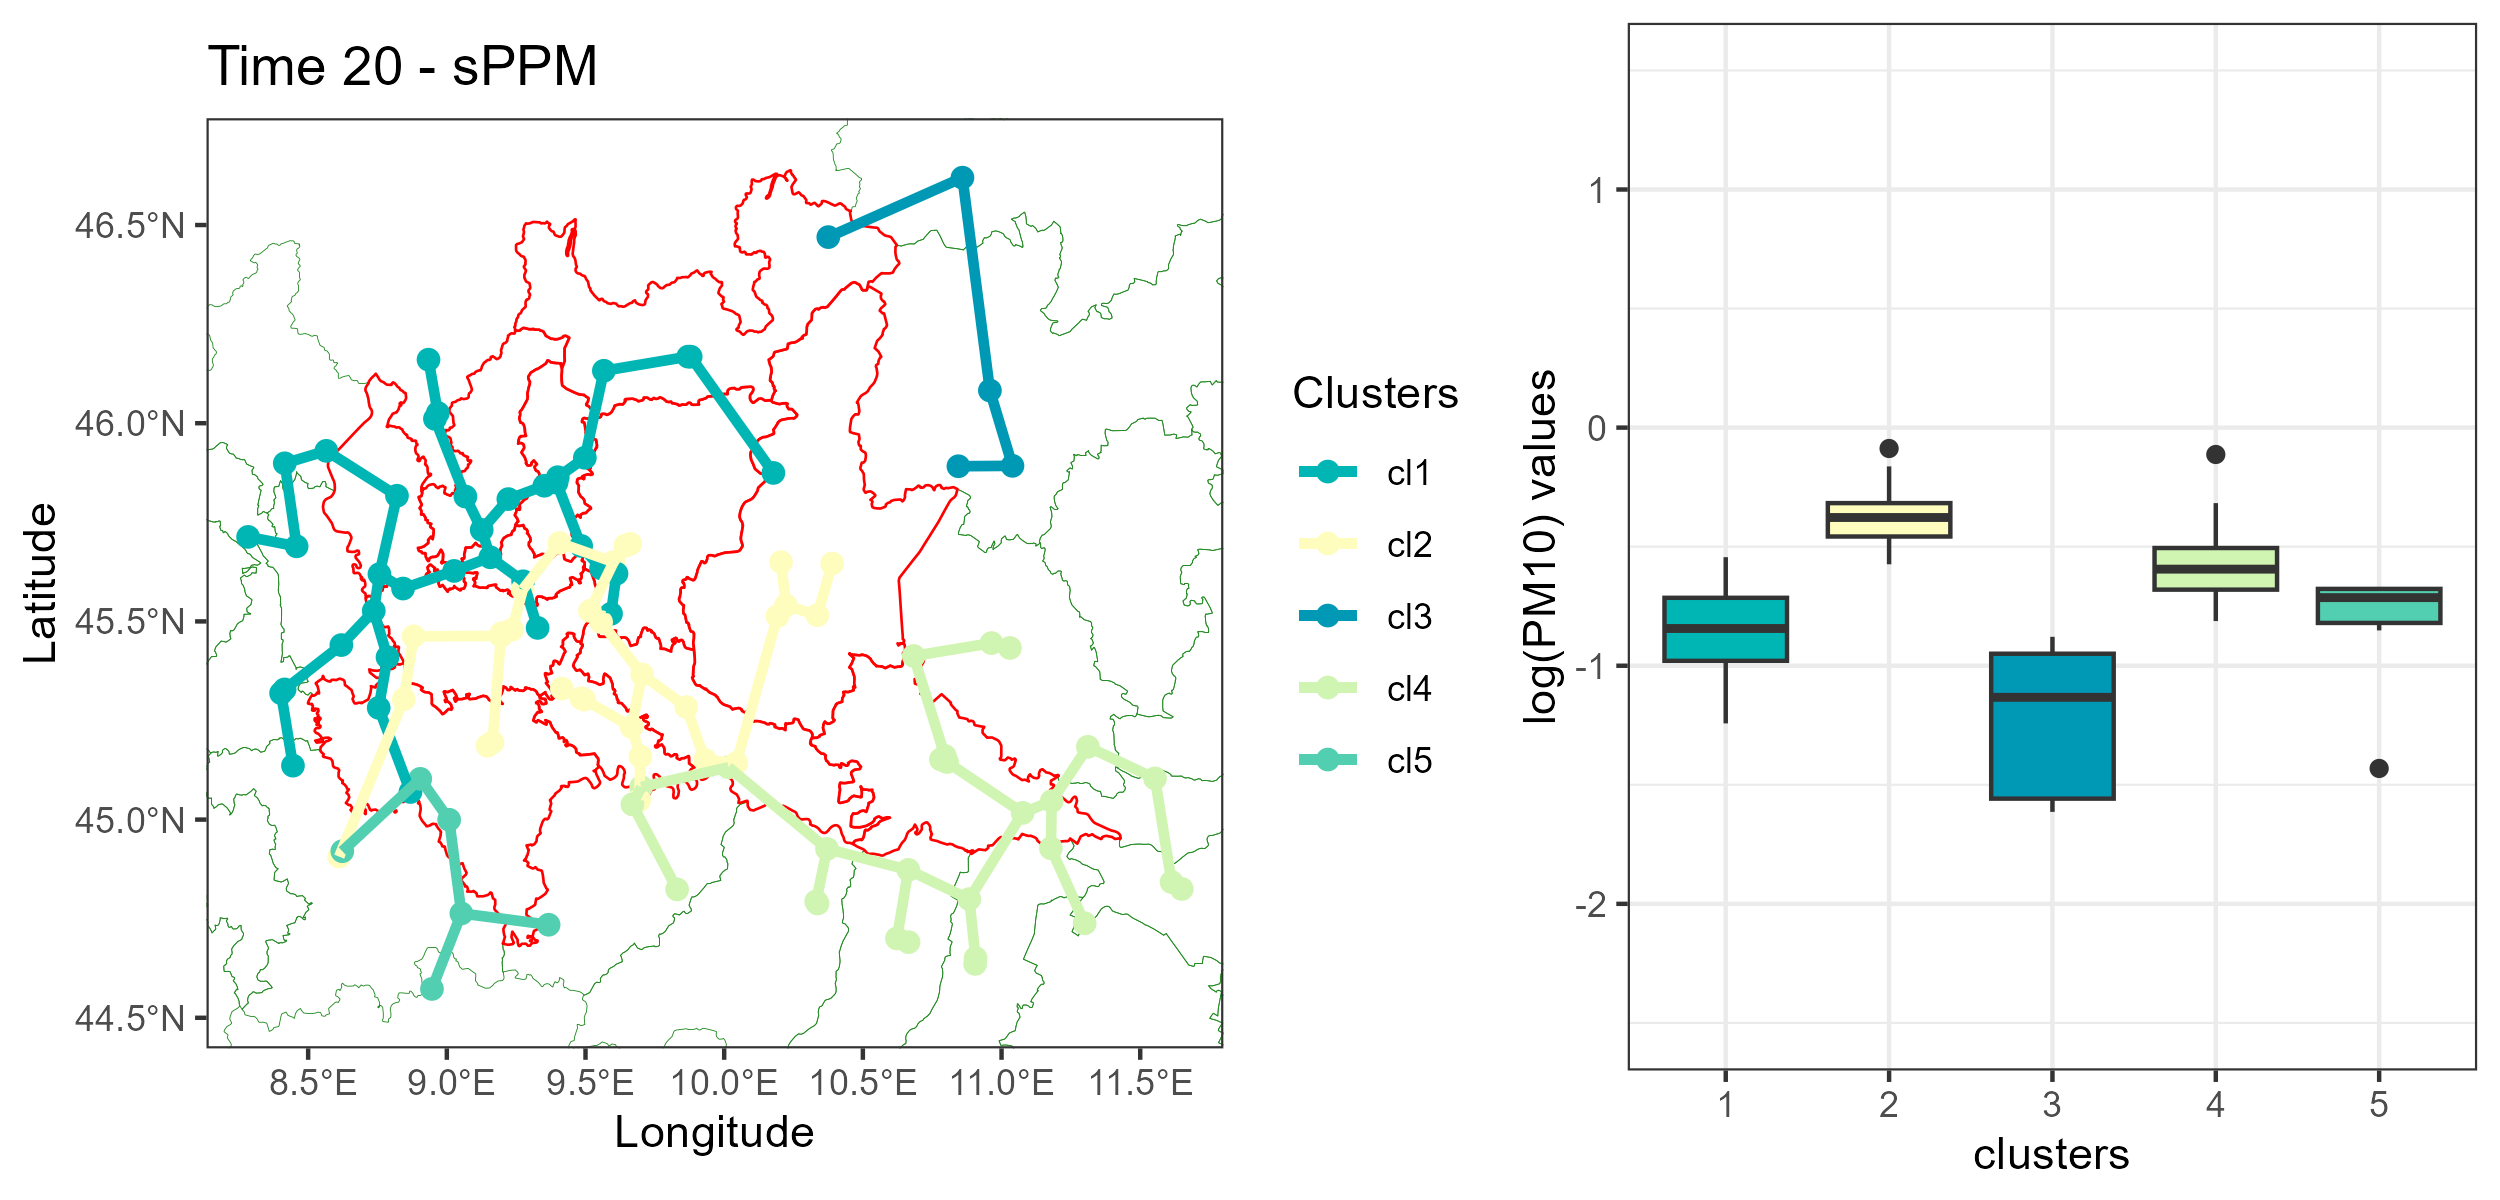 Time 20 - sPPM
46.5°N
46.0°N
45.5°N
45.0°N
44.5°N
Latitude
8.5°E 9.0°E 9.5°E 10.0°E 10.5°E 11.0°E 11.5°E
Longitude
Clusters
cl1
cl2
cl3
cl4
cl5
1
0
-1
-2
log(PM10) values
1 2 3 4 5
clusters